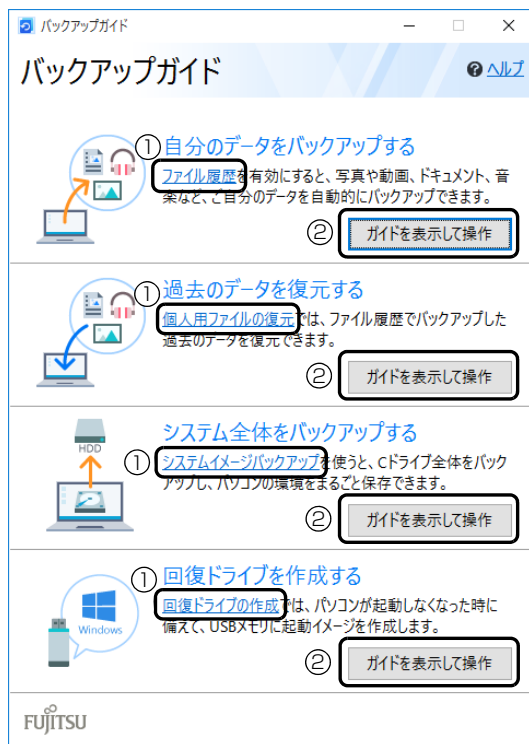 バックアップガイド
バックアップガイド
ヘルプ
① 自分のデータをバックアップする
ファイル履歴を有効にすると、写真や動画、ドキュメント、音
楽など、ご自分のデータを自動的にバックアップできます。
② ガイドを表示して操作
① 過去のデータを復元する
個人用ファイルの復元では、ファイル履歴でバックアップした
過去のデータを復元できます。
② ガイドを表示して操作
HDD
システム全体をバックアップする
① システムイメージバックアップを使うと、Cドライブ全体をバック
アップし、パソコンの環境をまるごと保存できます。
② ガイドを表示して操作
① 回復ドライブを作成する
Windows
回復ドライブの作成では、パソコンが起動しなくなった時に
備えて、USBメモリに起動イメージを作成します。
② ガイドを表示して操作
FUJITSU